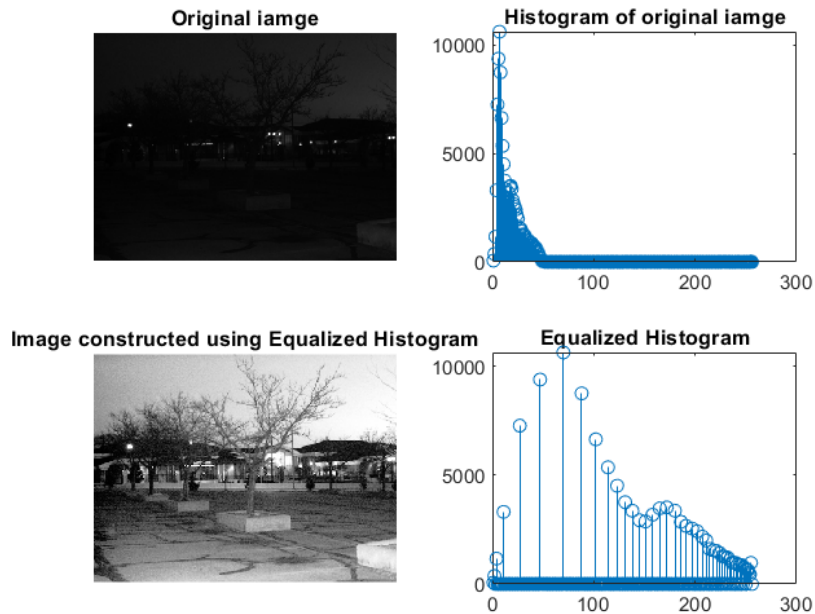 Original iamge
Histogram of original iamge
10000
5000
0
0 100 200 300
Image constructed using Equalized Histogram
Equalized Histogram
10000
5000
0
0 100 200 300